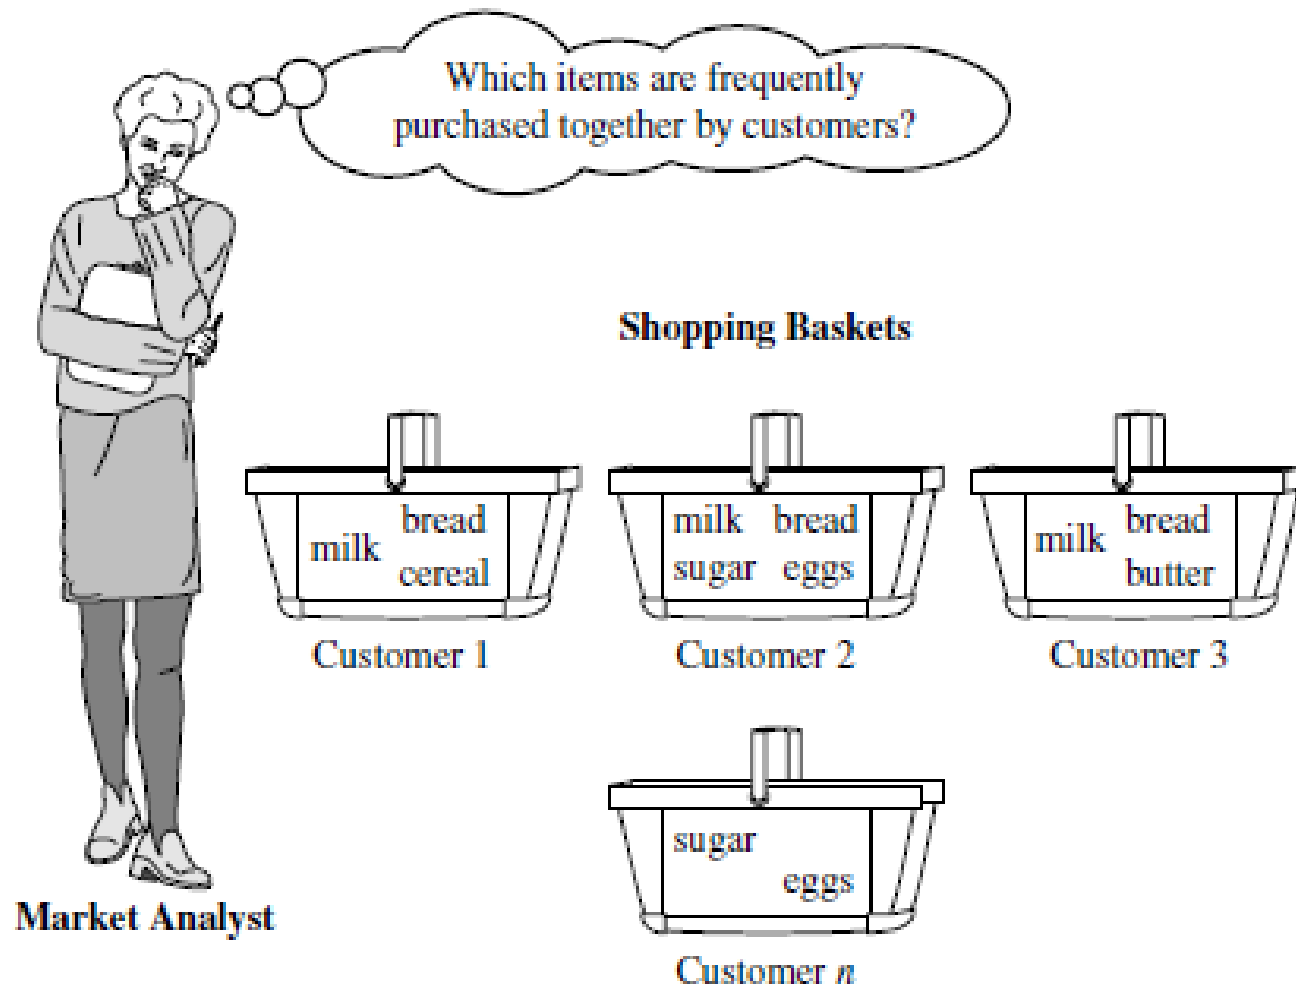 Which items are frequently
purchased together by customers?
Shopping Baskets
milk bread
cereal
Customer 1
milk bread
sugar eggs
Customer 2
milk bread
butter
Customer 3
sugar
eggs
Customer n
Market Analyst